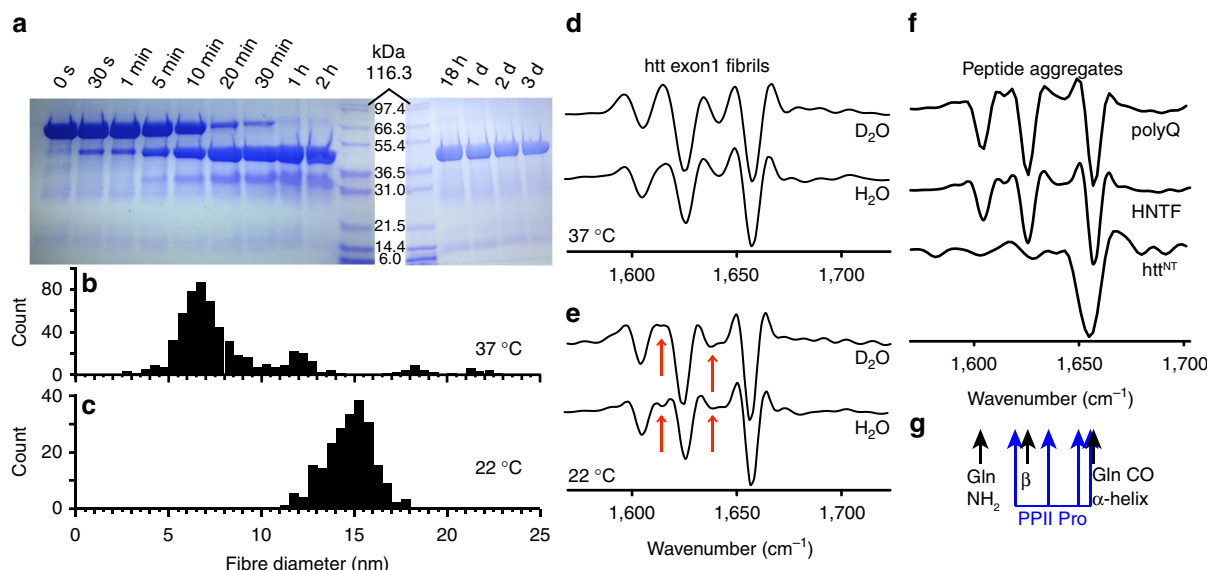 a
0 s
30 s
1 min
5 min
10 min
20 min
30 min
1 h
2 h
kDa
116.3
97.4
66.3
55.4
36.5
31.0
21.5
14.4
6.0
18 h
1 d
2 d
3 d
b
Count
80
40
0
37 °C
c
Count
40
20
0
22 °C
0
5
10
15
20
25
Fibre diameter (nm)
d
htt exon1 fibrils
D₂O
H₂O
37 °C
1,600
1,650
1,700
e
D₂O
H₂O
22 °C
1,600
1,650
1,700
Wavenumber (cm⁻¹)
f
Peptide aggregates
polyQ
HNTF
httᴺᵀ
1,600
1,650
1,700
Wavenumber (cm⁻¹)
g
Gln NH₂
β
Gln CO
α-helix
PPII Pro